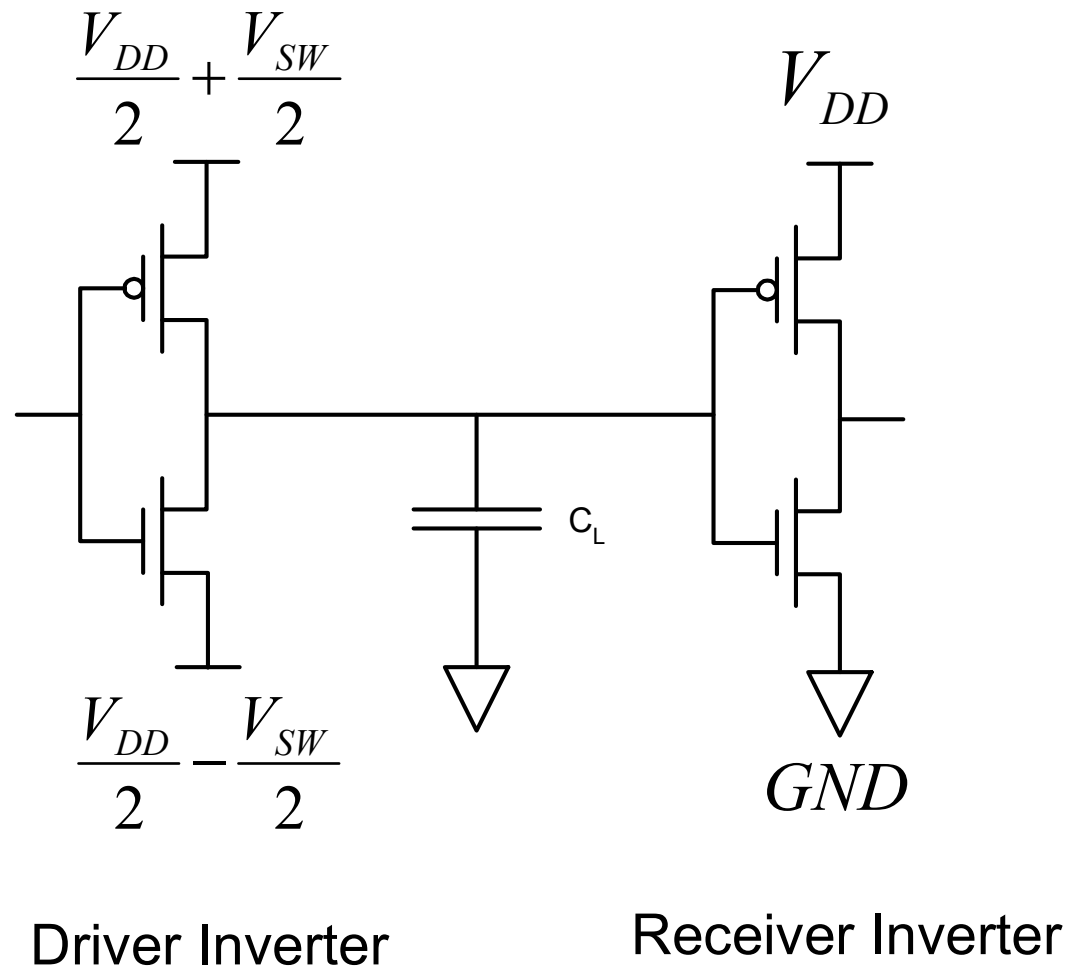 V_DD/2 + V_SW/2
V_DD
C_L
V_DD/2 − V_SW/2
GND
Driver Inverter
Receiver Inverter